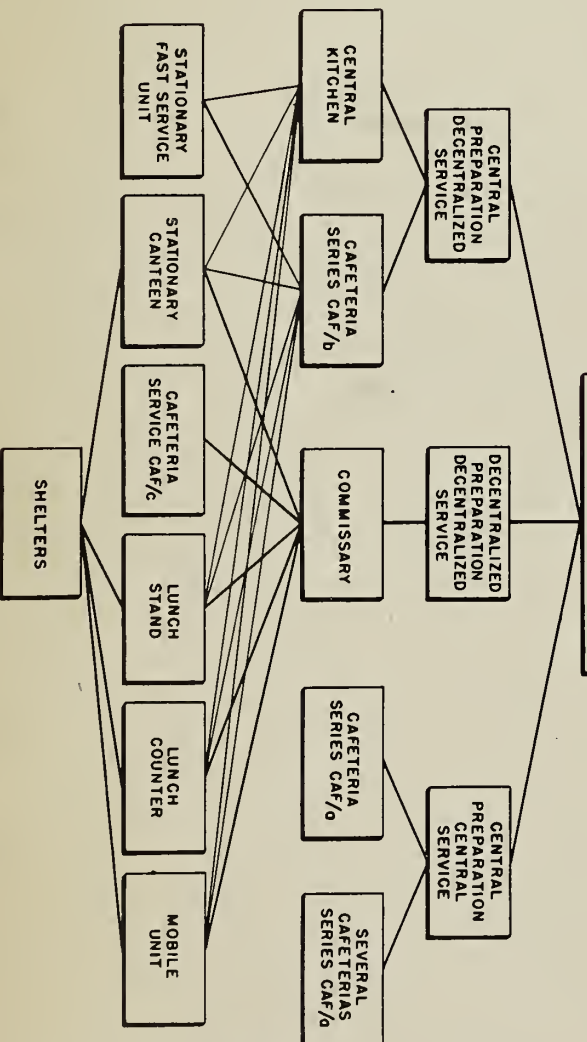 CENTRAL
PREPARATION
DECENTRALIZED
SERVICE
DECENTRALIZED
PREPARATION
DECENTRALIZED
SERVICE
CENTRAL
PREPARATION
CENTRAL
SERVICE
CENTRAL
KITCHEN
CAFETERIA
SERIES CAF/b
COMMISSARY
CAFETERIA
SERIES CAF/a
SEVERAL
CAFETERIAS
SERIES CAF/a
STATIONARY
FAST SERVICE
UNIT
STATIONARY
CANTEEN
CAFETERIA
SERVICE CAF/c
LUNCH
STAND
LUNCH
COUNTER
MOBILE
UNIT
SHELTERS